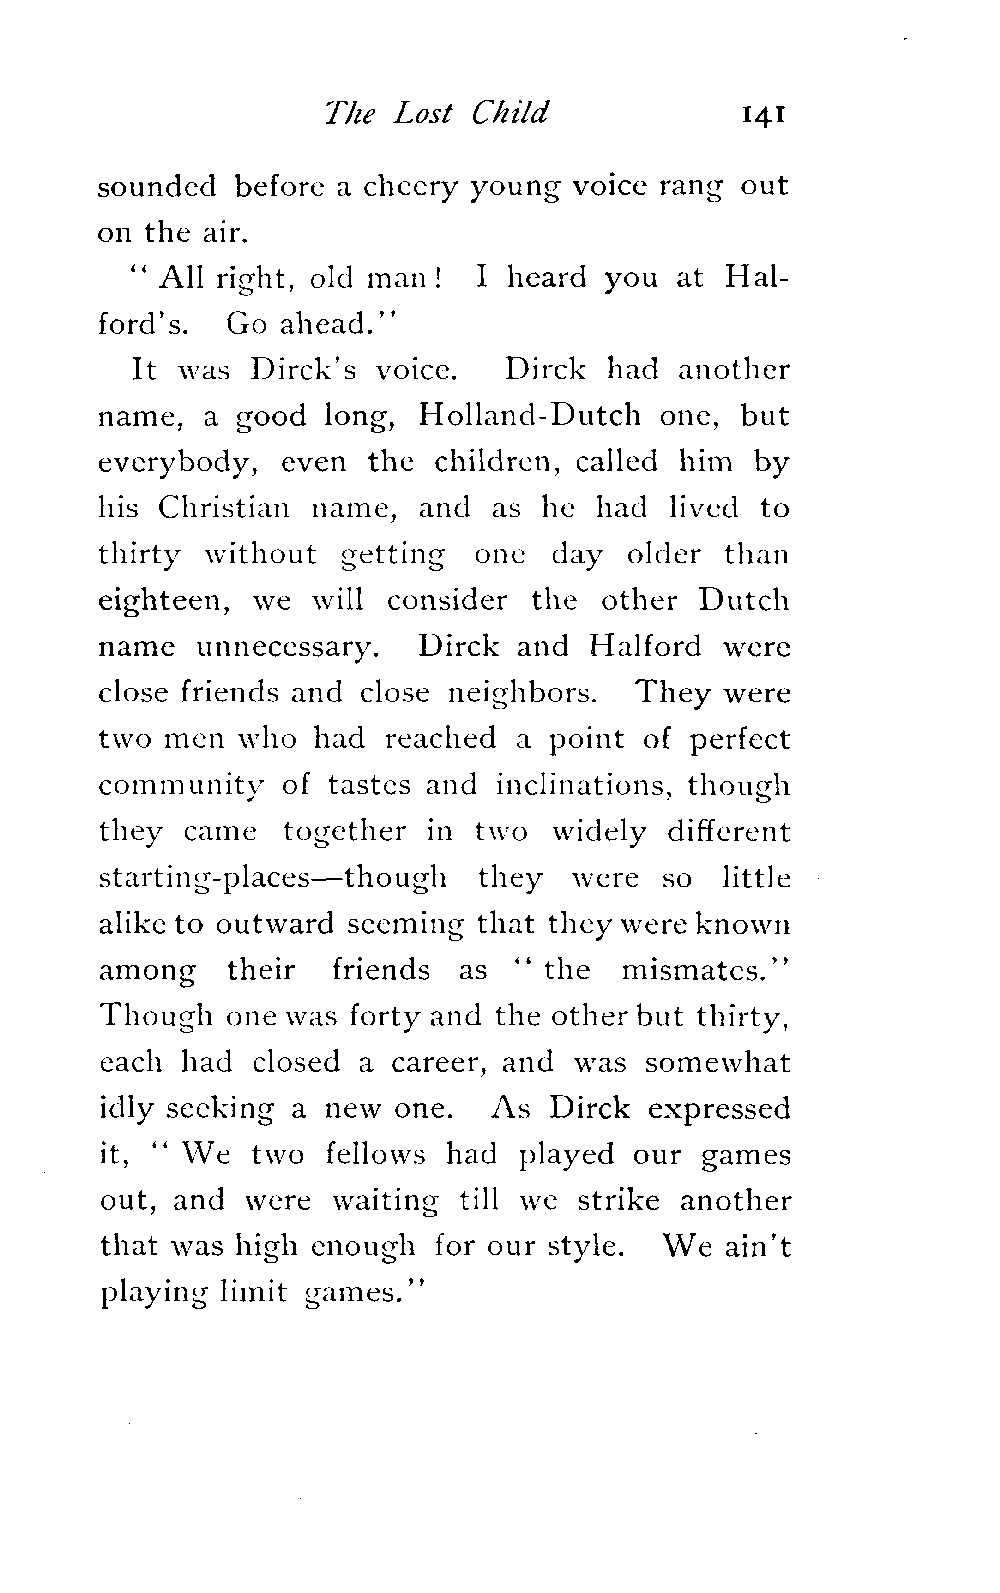 The Lost Child 141
sounded before a cheery young voice rang out
on the air.
" All right, old man ! I heard you at Hal-
ford's. Go ahead."
It was Dirck's voice. Dirck had another
name, a good long, Holland-Dutch one, but
everybody, even the children, called him by
his Christian name, and as he had lived to
thirty without getting one day older than
eighteen, we will consider the other Dutch
name unnecessary. Dirck and Halford were
close friends and close neighbors. They were
two men who had reached a point of perfect
community of tastes and inclinations, though
they came together in two widely different
starting-places—though they were so little
alike to outward seeming that they were known
among their friends as " the mismates."
Though one was forty and the other but thirty,
each had closed a career, and was somewhat
idly seeking a new one. As Dirck expressed
it, " We two fellows had played our games
out, and were waiting till we strike another
that was high enough for our style. We ain't
playing limit games."